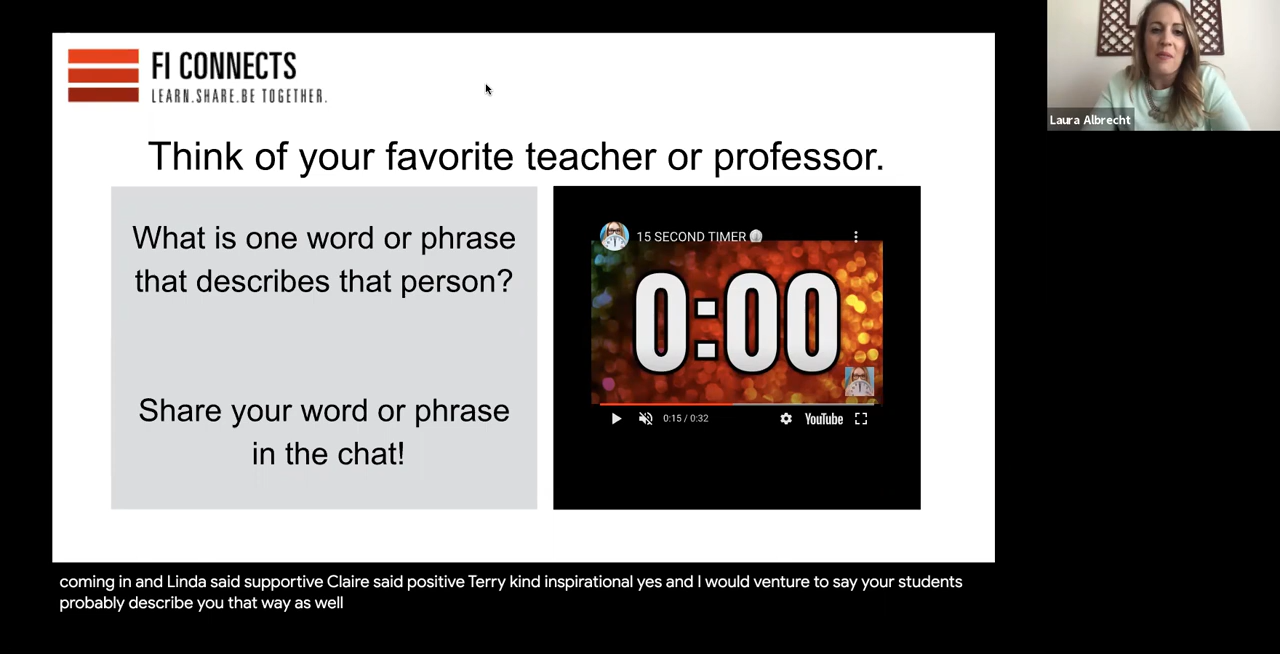 FI CONNECTS
LEARN.SHARE.BE TOGETHER.
Laura Albrecht
Think of your favorite teacher or professor.
What is one word or phrase
that describes that person?
Share your word or phrase
in the chat!
15 SECOND TIMER
0:00
0:15 / 0:32
YouTube
coming in and Linda said supportive Claire said positive Terry kind inspirational yes and I would venture to say your students
probably describe you that way as well